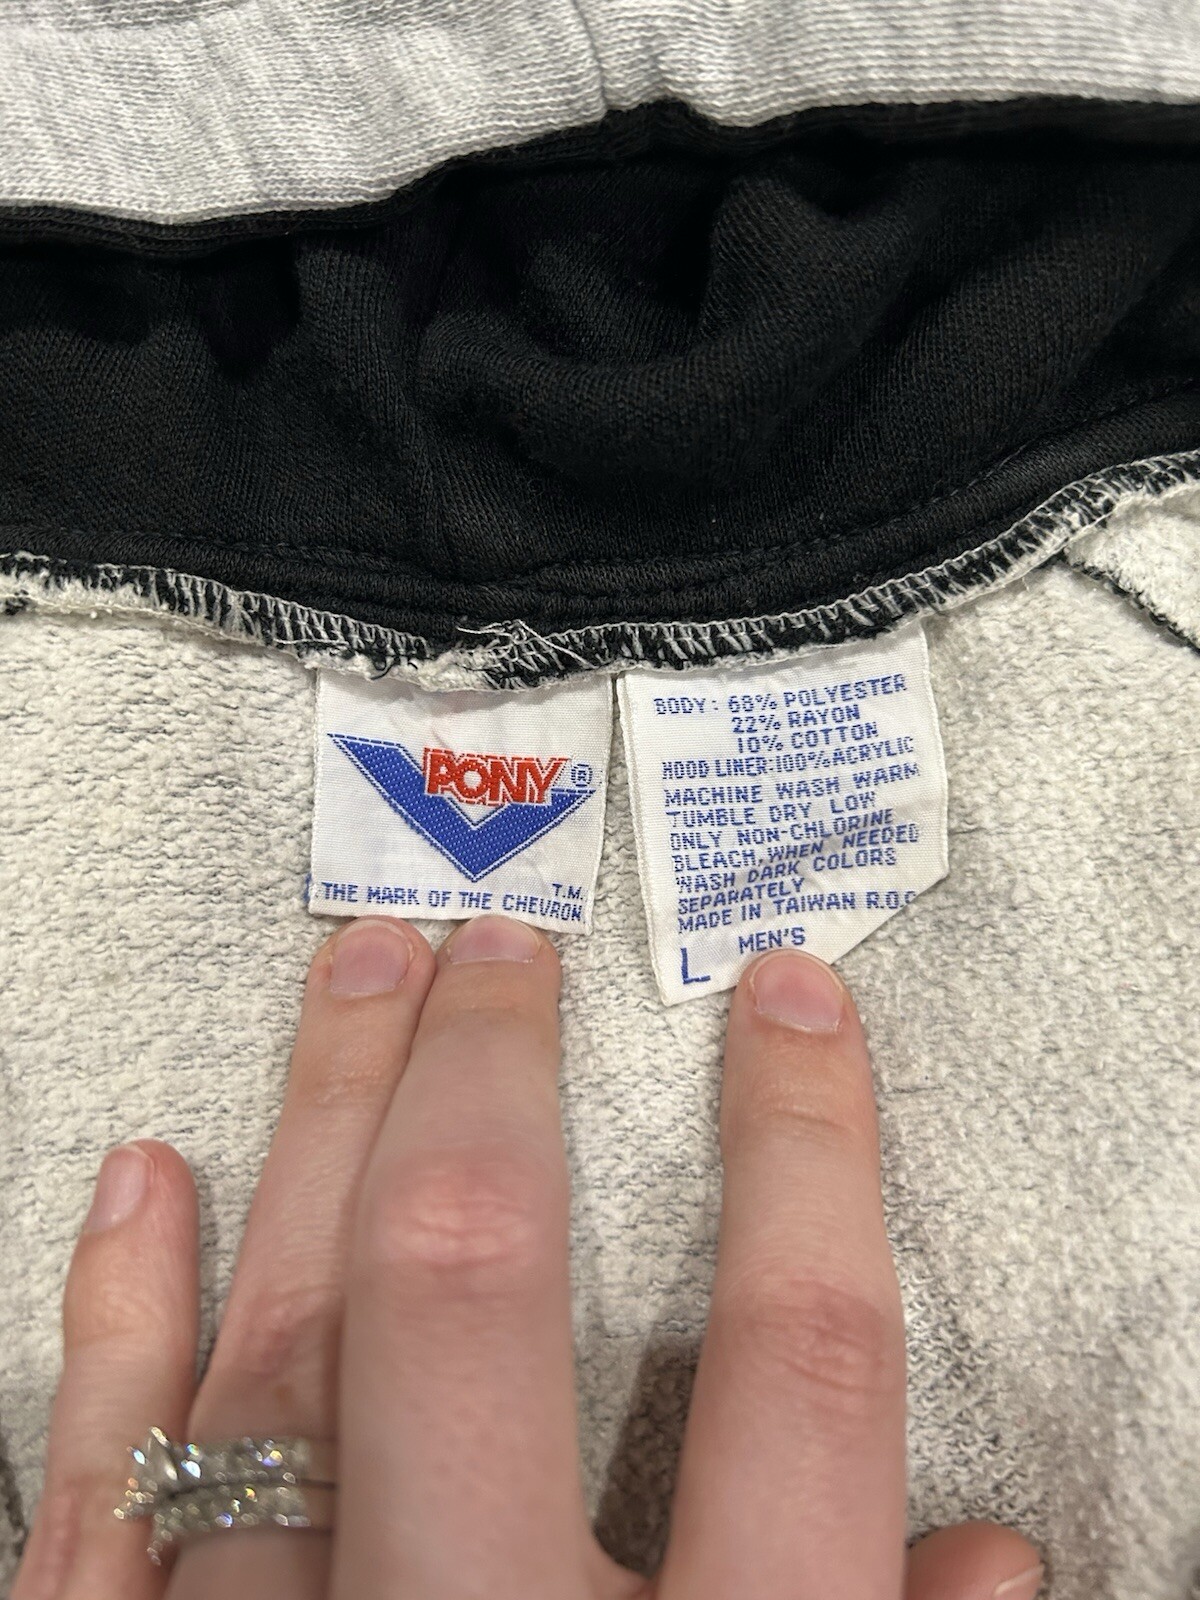 PONY ®
T.M.
THE MARK OF THE CHEVRON
BODY: 68% POLYESTER
22% RAYON
10% COTTON
HOOD LINER: 100% ACRYLIC
MACHINE WASH WARM
TUMBLE DRY LOW
ONLY NON-CHLORINE
BLEACH, WHEN NEEDED
WASH DARK COLORS
SEPARATELY
MADE IN TAIWAN R.O.C
L MEN'S